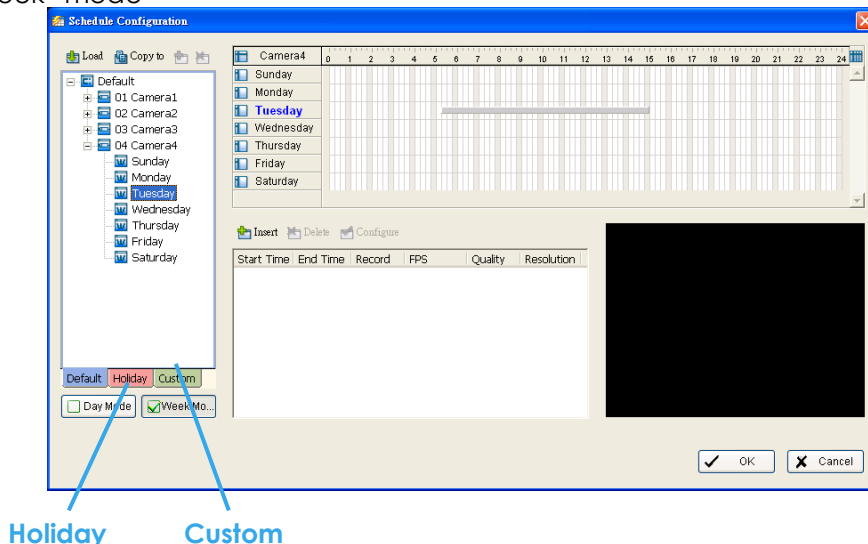 Schedule Configuration
Load Copy to
Camera4 0 1 2 3 4 5 6 7 8 9 10 11 12 13 14 15 16 17 18 19 20 21 22 23 24
Sunday
Monday
Tuesday
Wednesday
Thursday
Friday
Saturday
Default
01 Camera1
02 Camera2
03 Camera3
04 Camera4
Sunday
Monday
Tuesday
Wednesday
Thursday
Friday
Saturday
Insert Delete Configure
Start Time End Time Record FPS Quality Resolution
Default Holiday Custom
Day Mode Week Mo...
OK Cancel
Holiday Custom